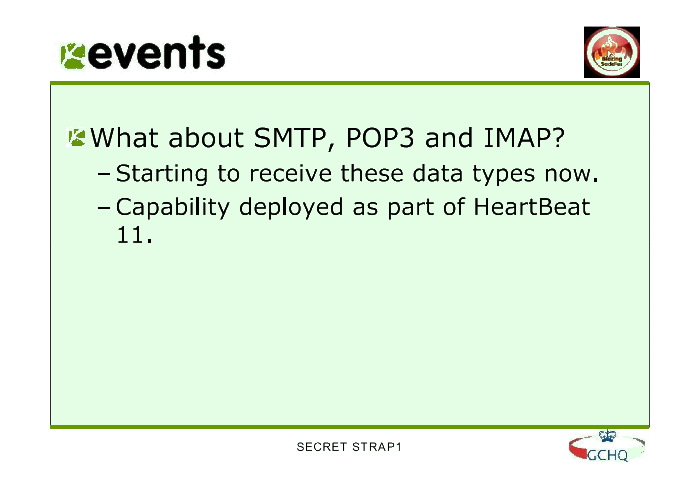 events
Blazing
Saddles
What about SMTP, POP3 and IMAP?
– Starting to receive these data types now.
– Capability deployed as part of HeartBeat
11.
SECRET STRAP1
GCHQ